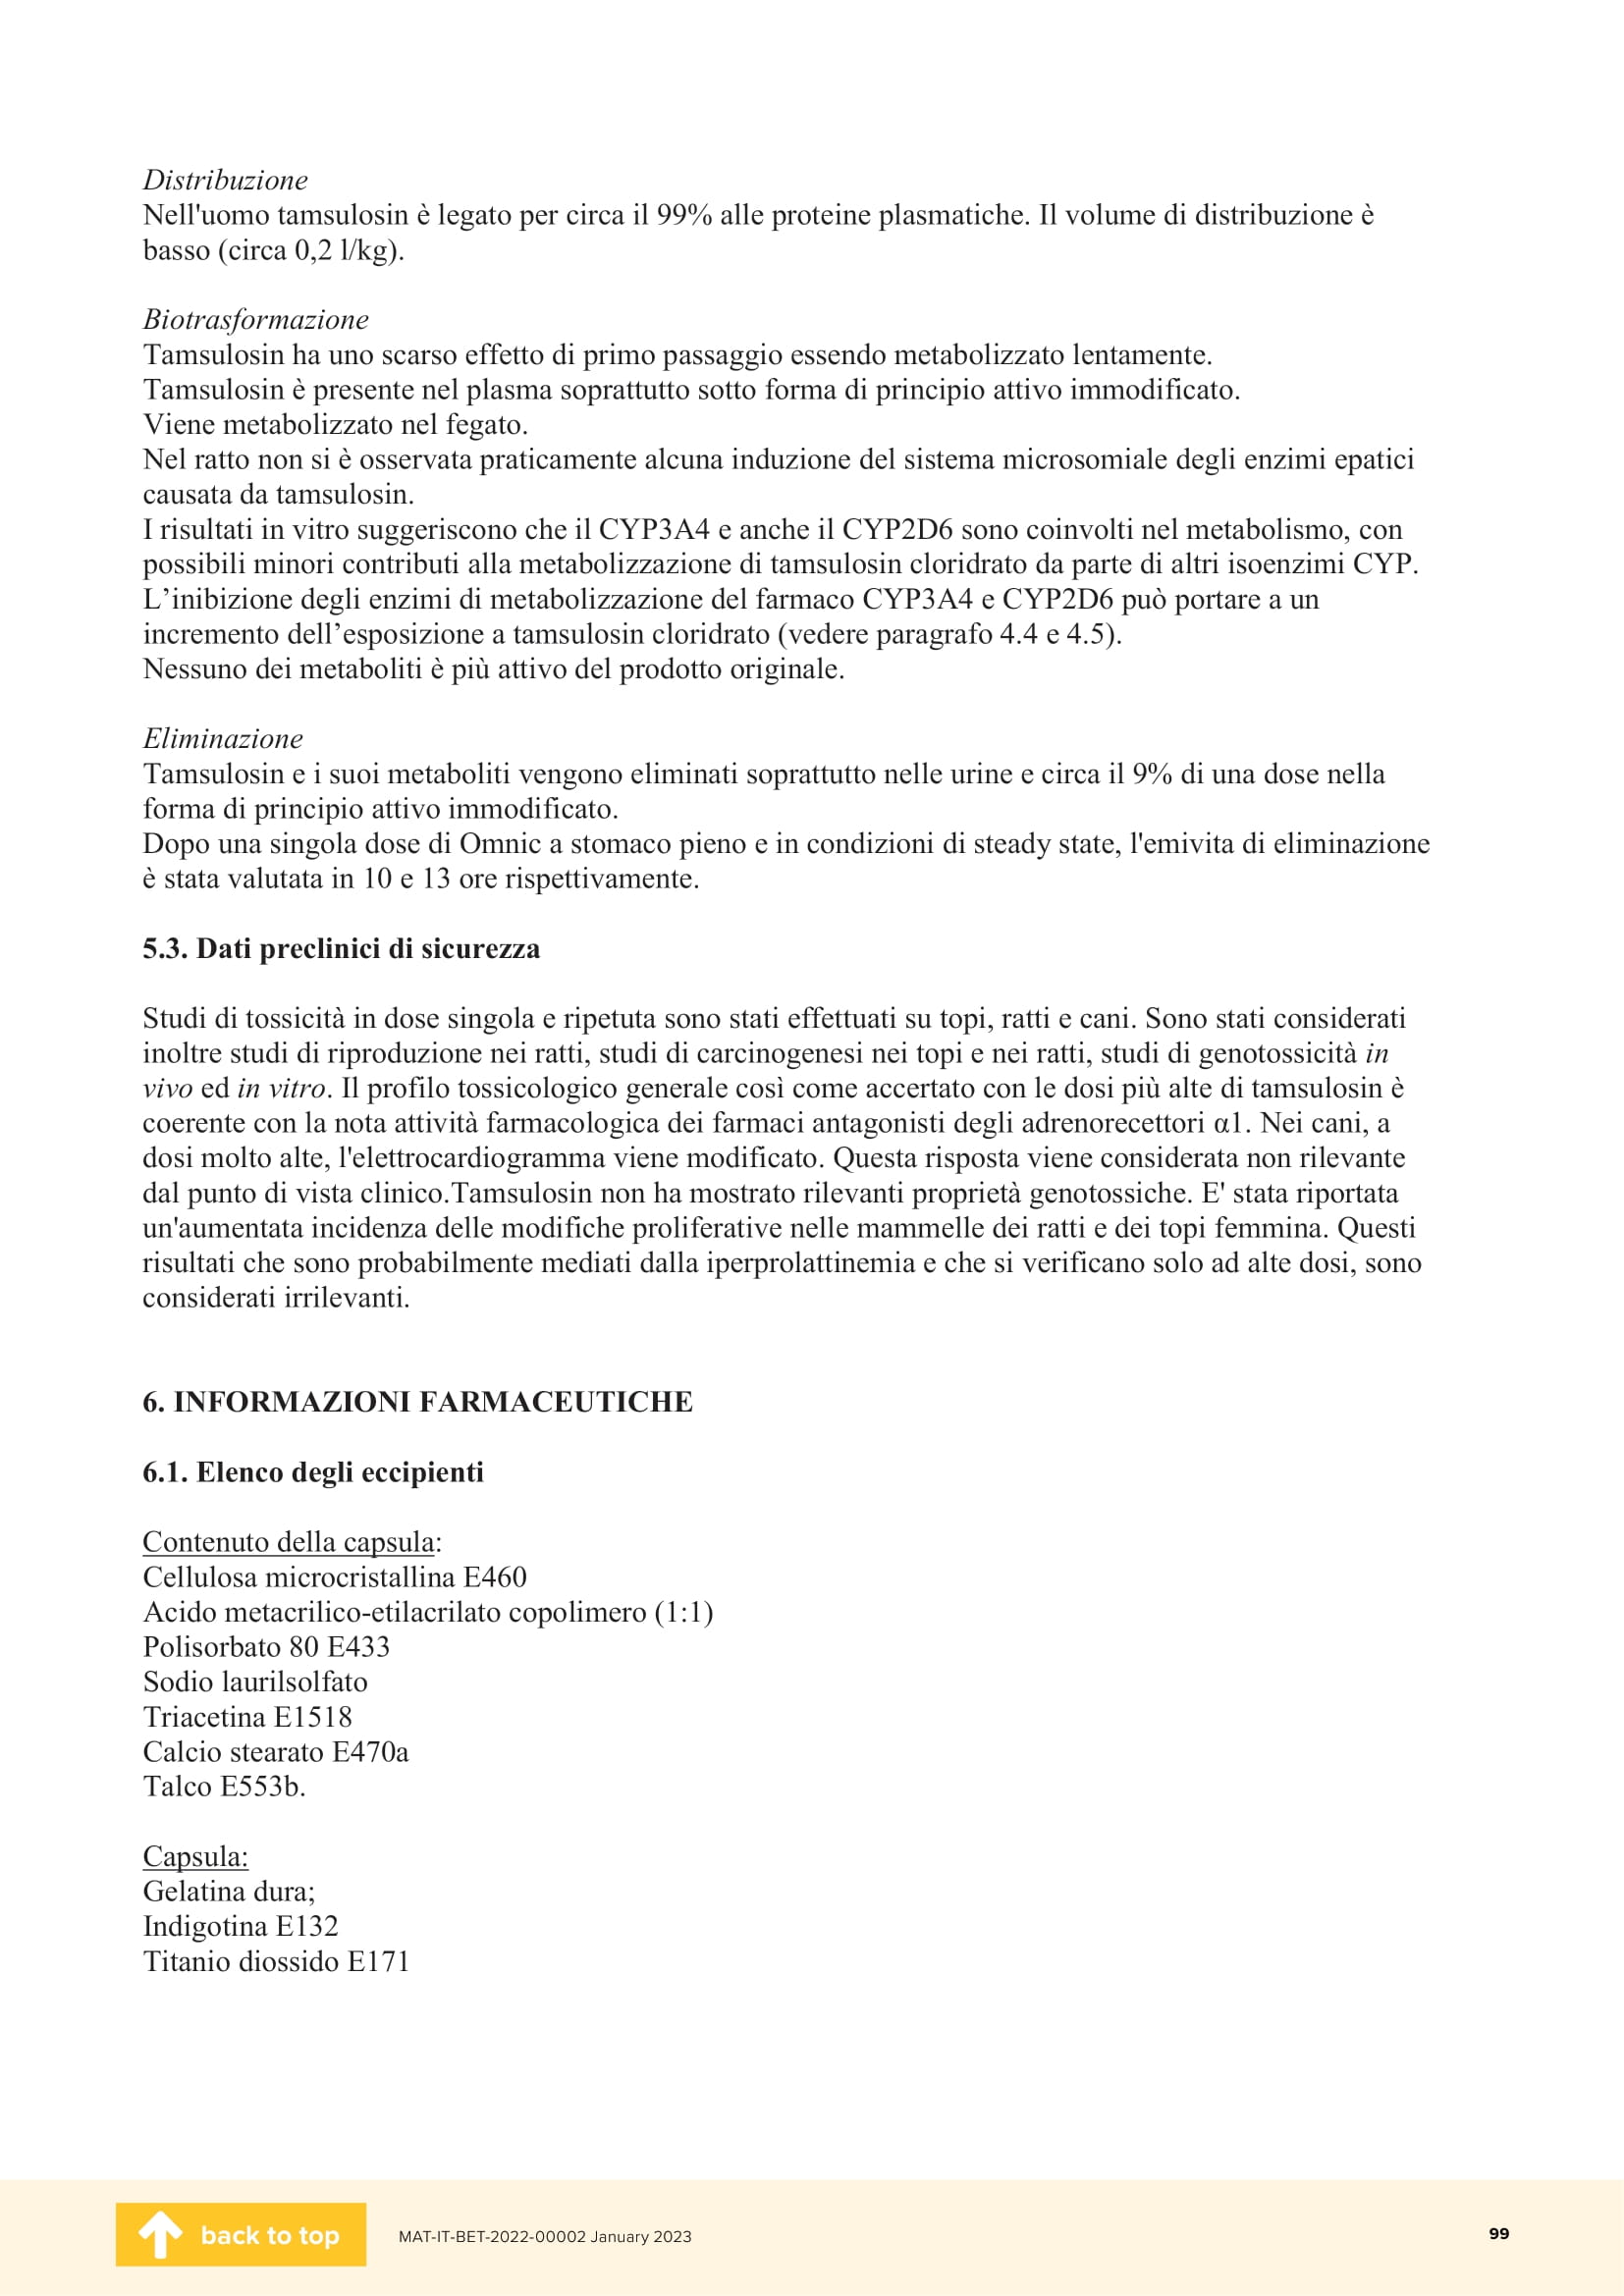 Distribuzione
Nell'uomo tamsulosin è legato per circa il 99% alle proteine plasmatiche. Il volume di distribuzione è
basso (circa 0,2 l/kg).
Biotrasformazione
Tamsulosin ha uno scarso effetto di primo passaggio essendo metabolizzato lentamente.
Tamsulosin è presente nel plasma soprattutto sotto forma di principio attivo immodificato.
Viene metabolizzato nel fegato.
Nel ratto non si è osservata praticamente alcuna induzione del sistema microsomiale degli enzimi epatici
causata da tamsulosin.
I risultati in vitro suggeriscono che il CYP3A4 e anche il CYP2D6 sono coinvolti nel metabolismo, con
possibili minori contributi alla metabolizzazione di tamsulosin cloridrato da parte di altri isoenzimi CYP.
L’inibizione degli enzimi di metabolizzazione del farmaco CYP3A4 e CYP2D6 può portare a un
incremento dell’esposizione a tamsulosin cloridrato (vedere paragrafo 4.4 e 4.5).
Nessuno dei metaboliti è più attivo del prodotto originale.
Eliminazione
Tamsulosin e i suoi metaboliti vengono eliminati soprattutto nelle urine e circa il 9% di una dose nella
forma di principio attivo immodificato.
Dopo una singola dose di Omnic a stomaco pieno e in condizioni di steady state, l'emivita di eliminazione
è stata valutata in 10 e 13 ore rispettivamente.
5.3. Dati preclinici di sicurezza
Studi di tossicità in dose singola e ripetuta sono stati effettuati su topi, ratti e cani. Sono stati considerati
inoltre studi di riproduzione nei ratti, studi di carcinogenesi nei topi e nei ratti, studi di genotossicità in
vivo ed in vitro. Il profilo tossicologico generale così come accertato con le dosi più alte di tamsulosin è
coerente con la nota attività farmacologica dei farmaci antagonisti degli adrenorecettori α1. Nei cani, a
dosi molto alte, l'elettrocardiogramma viene modificato. Questa risposta viene considerata non rilevante
dal punto di vista clinico.Tamsulosin non ha mostrato rilevanti proprietà genotossiche. E' stata riportata
un'aumentata incidenza delle modifiche proliferative nelle mammelle dei ratti e dei topi femmina. Questi
risultati che sono probabilmente mediati dalla iperprolattinemia e che si verificano solo ad alte dosi, sono
considerati irrilevanti.
6. INFORMAZIONI FARMACEUTICHE
6.1. Elenco degli eccipienti
Contenuto della capsula:
Cellulosa microcristallina E460
Acido metacrilico-etilacrilato copolimero (1:1)
Polisorbato 80 E433
Sodio laurilsolfato
Triacetina E1518
Calcio stearato E470a
Talco E553b.
Capsula:
Gelatina dura;
Indigotina E132
Titanio diossido E171
back to top
MAT-IT-BET-2022-00002 January 2023
99